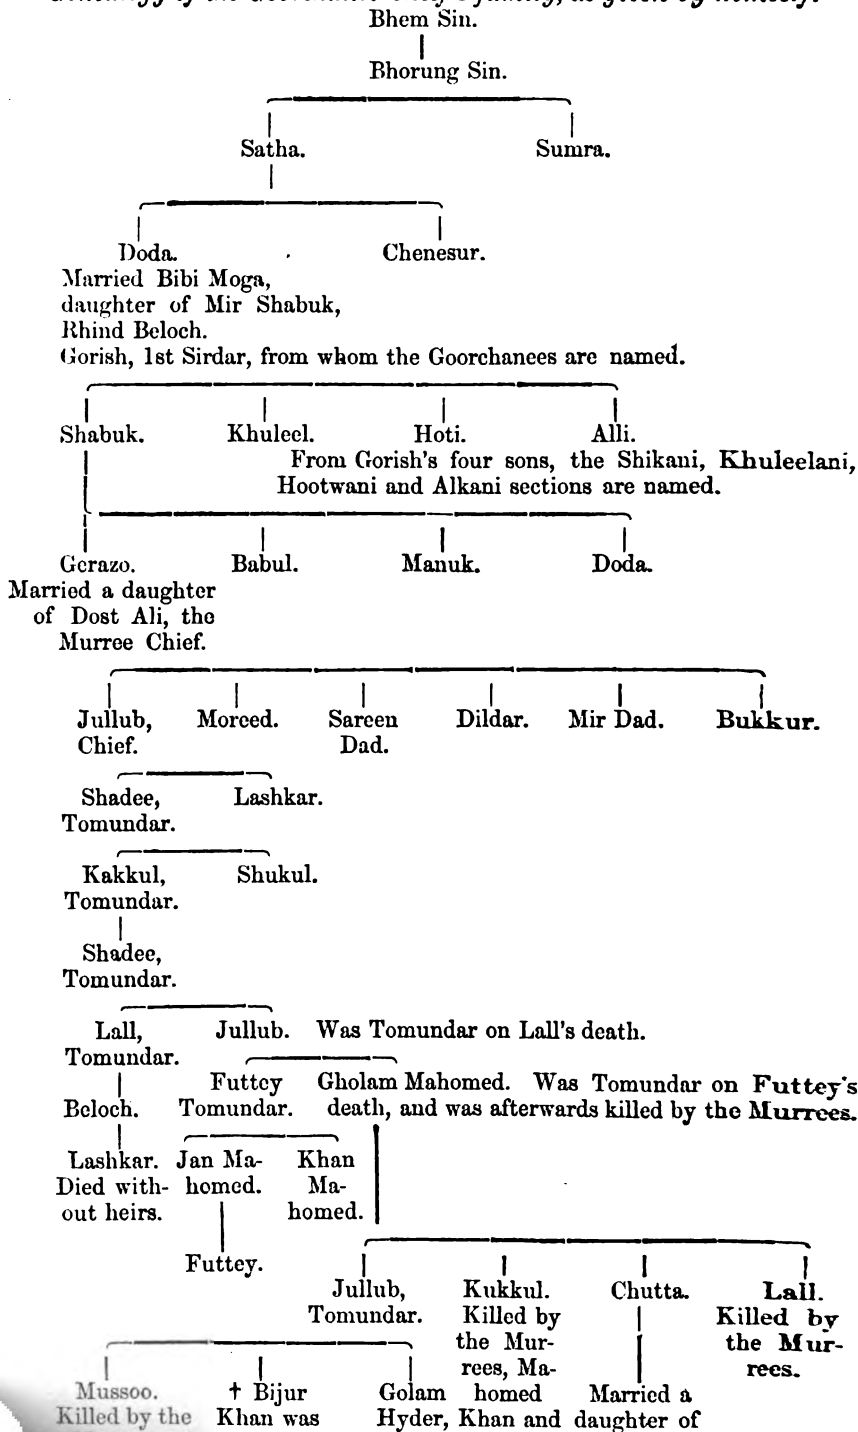 Bhem Sin.
Bhorung Sin.
Satha. Sumra.
Doda. Chenesur.
Married Bibi Moga,
daughter of Mir Shabuk,
Rhind Beloch.
Gorish, 1st Sirdar, from whom the Goorchanees are named.
Shabuk. Khuleel. Hoti. Alli.
From Gorish's four sons, the Shikani, Khuleelani,
Hootwani and Alkani sections are named.
Gerazo. Babul. Manuk. Doda.
Married a daughter
of Dost Ali, the
Murree Chief.
Jullub, Moreed. Sareen Dildar. Mir Dad. Bukkur.
Chief. Dad.
Shadee, Lashkar.
Tomundar.
Kakkul, Shukul.
Tomundar.
Shadee,
Tomundar.
Lall, Jullub. Was Tomundar on Lall's death.
Tomundar.
Futtey Gholam Mahomed. Was Tomundar on Futtey's
Beloch. Tomundar. death, and was afterwards killed by the Murrees.
Lashkar. Jan Ma- Khan
Died with- homed. Ma-
out heirs. homed.
Futtey.
Jullub, Kukkul. Chutta. Lall.
Tomundar. Killed by Killed by
the Mur- the Mur-
rees, Ma- rees.
Mussoo. † Bijur Golam homed Married a
Killed by the Khan was Hyder, Khan and daughter of